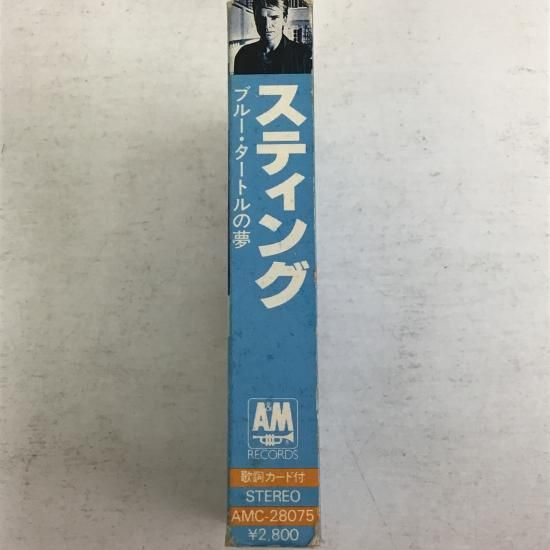 スティング
ブルー・タートルの夢
A&M
RECORDS
歌詞カード付
STEREO
AMC-28075
¥2,800